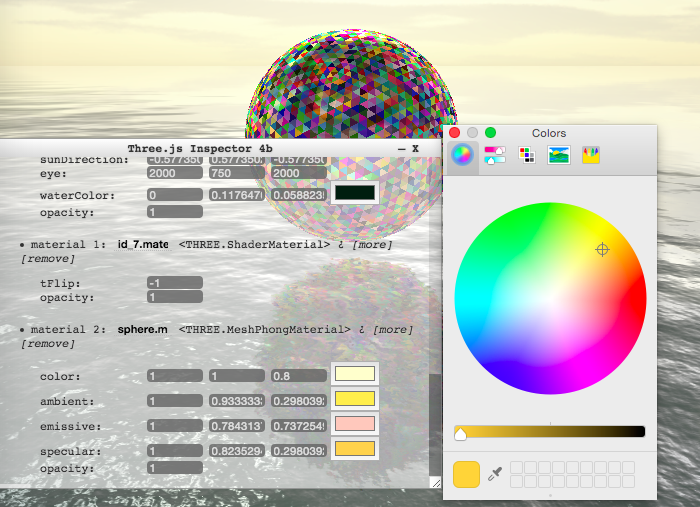 Three.js Inspector 4b – X
Colors
sunDirection: -0.577350 0.577350 -0.577350
eye: 2000 750 2000
waterColor: 0 0.1176470 0.058823
opacity: 1
• material 1: id_7.mate <THREE.ShaderMaterial> ¿ [more]
[remove]
tFlip: -1
opacity: 1
• material 2: sphere.m <THREE.MeshPhongMaterial> ¿ [more]
[remove]
color: 1 1 0.8
ambient: 1 0.933333 0.298039
emissive: 1 0.784313 0.737254
specular: 1 0.823529 0.298039
opacity: 1